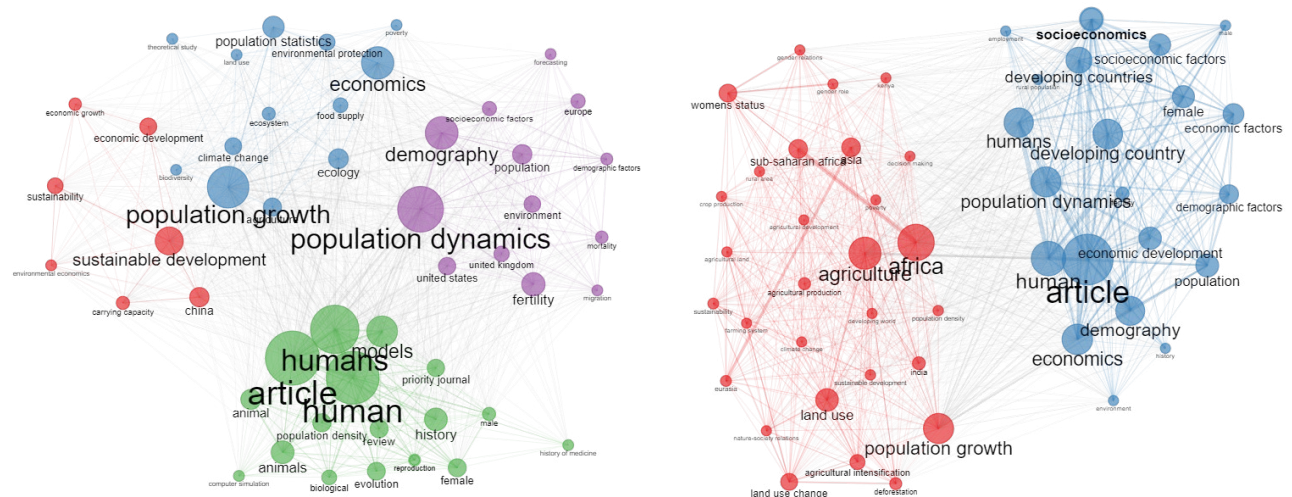 population statistics
poverty
theoretical study
environmental protection
land use
economics
forecasting
economic growth
ecosystem
food supply
socioeconomic factors
europe
economic development
climate change
demography
demographic factors
biodiversity
ecology
population
sustainability
population growth
agriculture
environment
population dynamics
sustainable development
mortality
environmental economics
united kingdom
united states
fertility
migration
carrying capacity
china
models
humans
priority journal
article
human
animal
population density
review
history
male
history of medicine
animals
reproduction
computer simulation
biological
evolution
female
socioeconomics
male
employment
gender relations
socioeconomic factors
developing countries
rural population
gender role
kenya
womens status
female
economic factors
humans
developing country
sub-saharan africa
asia
decision making
rural area
crop production
poverty
population dynamics
demographic factors
agricultural development
agricultural land
economic development
agriculture
africa
human
population
agricultural production
article
sustainability
developing world
population density
farming system
demography
climate change
economics
history
india
eurasia
sustainable development
land use
environment
nature-society relations
population growth
agricultural intensification
land use change
deforestation